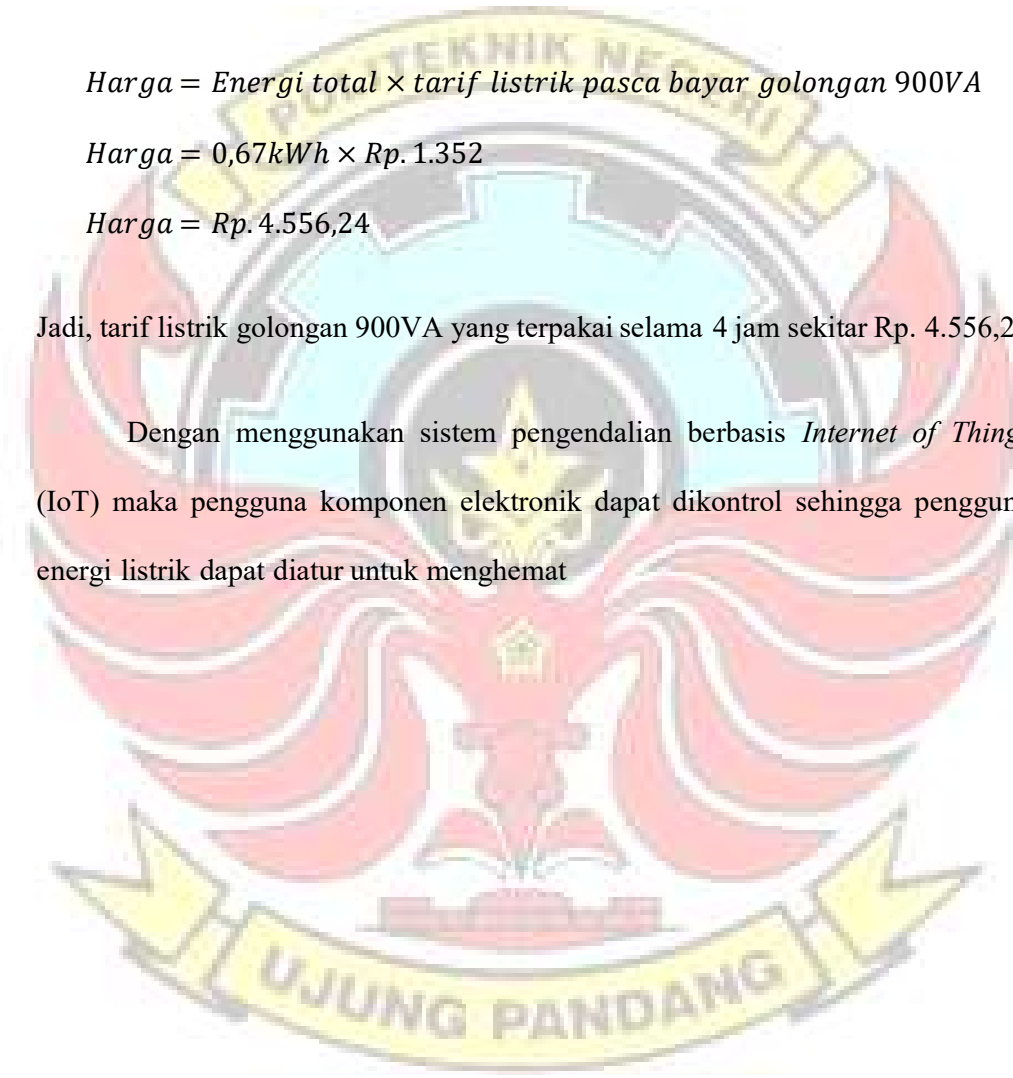 POLITEKNIK NEGERI
Harga = Energi total × tarif listrik pasca bayar golongan 900VA
Harga = 0,67kWh × Rp. 1.352
Harga = Rp. 4.556,24
Jadi, tarif listrik golongan 900VA yang terpakai selama 4 jam sekitar Rp. 4.556,2
Dengan menggunakan sistem pengendalian berbasis Internet of Thing
(IoT) maka pengguna komponen elektronik dapat dikontrol sehingga penggun
energi listrik dapat diatur untuk menghemat
UJUNG PANDANG